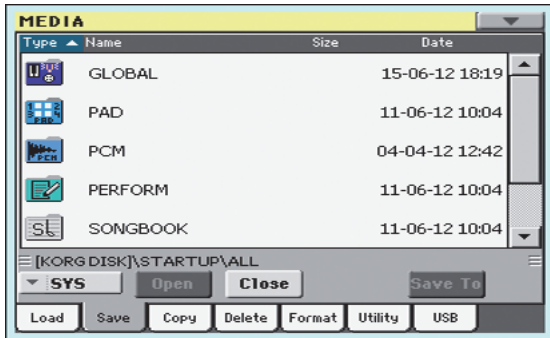 MEDIA
Type Name Size Date
GLOBAL 15-06-12 18:19
PAD 11-06-12 10:04
PCM 04-04-12 12:42
PERFORM 11-06-12 10:04
SL SONGBOOK 11-06-12 10:04
[KORG DISK]\STARTUP\ALL
SYS Open Close Save To
Load Save Copy Delete Format Utility USB